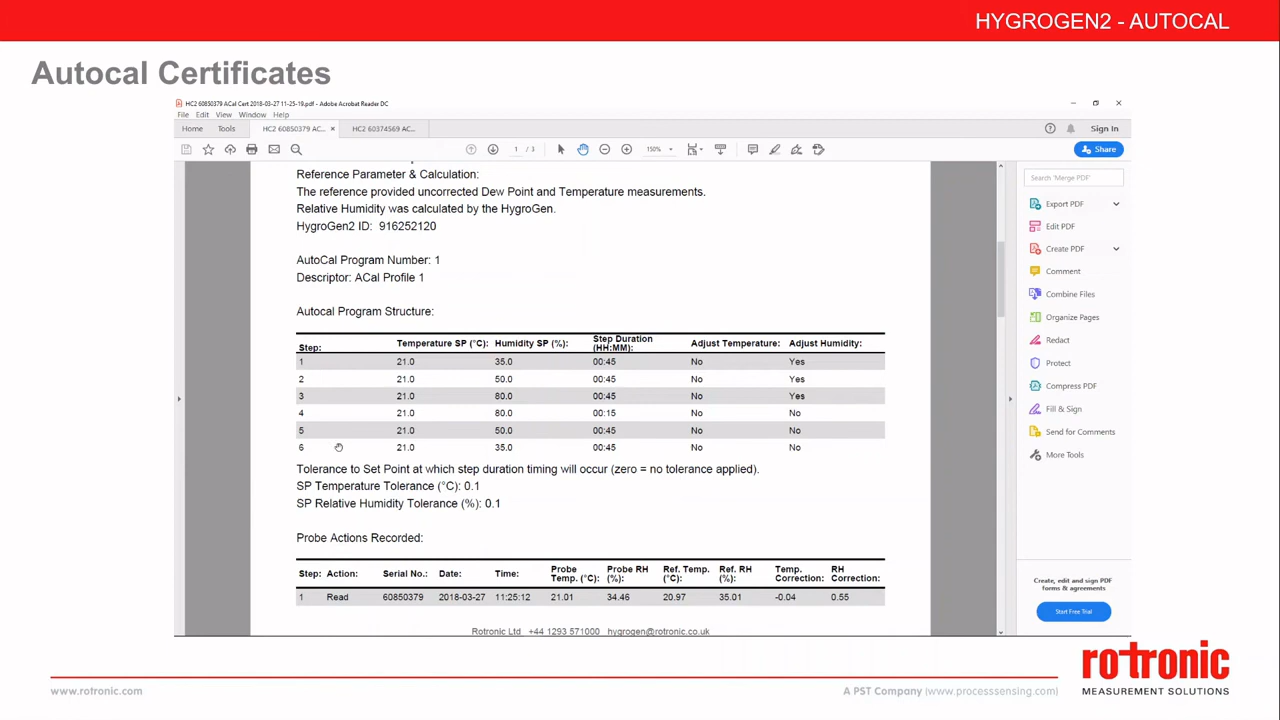 HYGROGEN2 - AUTOCAL
Autocal Certificates
HC2 60850379 ACal Cert 2018-03-27 11-25-19.pdf - Adobe Acrobat Reader DC
File Edit View Window Help
Home Tools HC2 60850379 AC... × HC2 60374569 AC... Sign In
1 / 3 150% Share
Reference Parameter & Calculation:
The reference provided uncorrected Dew Point and Temperature measurements.
Relative Humidity was calculated by the HygroGen.
HygroGen2 ID: 916252120
AutoCal Program Number: 1
Descriptor: ACal Profile 1
Autocal Program Structure:
Step: Temperature SP (°C): Humidity SP (%): Step Duration (HH:MM): Adjust Temperature: Adjust Humidity:
1 21.0 35.0 00:45 No Yes
2 21.0 50.0 00:45 No Yes
3 21.0 80.0 00:45 No Yes
4 21.0 80.0 00:15 No No
5 21.0 50.0 00:45 No No
6 21.0 35.0 00:45 No No
Tolerance to Set Point at which step duration timing will occur (zero = no tolerance applied).
SP Temperature Tolerance (°C): 0.1
SP Relative Humidity Tolerance (%): 0.1
Probe Actions Recorded:
Step: Action: Serial No.: Date: Time: Probe Temp. (°C): Probe RH (%): Ref. Temp. (°C): Ref. RH (%): Temp. Correction: RH Correction:
1 Read 60850379 2018-03-27 11:25:12 21.01 34.46 20.97 35.01 -0.04 0.55
Rotronic Ltd +44 1293 571000 hygrogen@rotronic.co.uk
Search 'Merge PDF'
Export PDF
Edit PDF
Create PDF
Comment
Combine Files
Organize Pages
Redact
Protect
Compress PDF
Fill & Sign
Send for Comments
More Tools
Create, edit and sign PDF
forms & agreements
Start Free Trial
rotronic
MEASUREMENT SOLUTIONS
www.rotronic.com
A PST Company (www.processsensing.com)